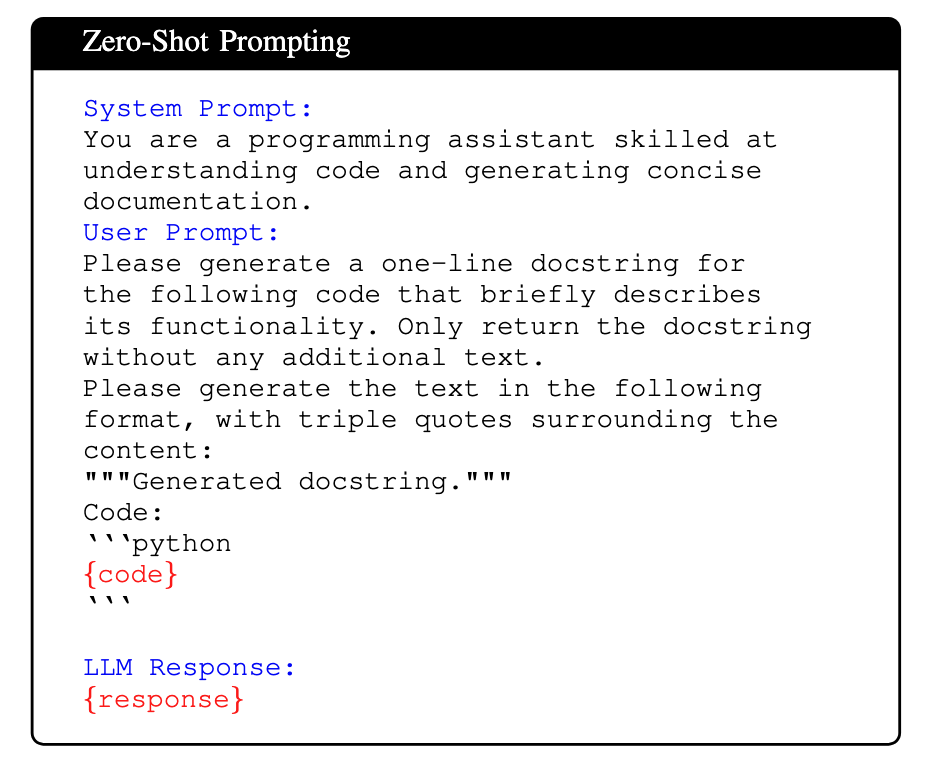 Zero-Shot Prompting
System Prompt:
You are a programming assistant skilled at
understanding code and generating concise
documentation.
User Prompt:
Please generate a one-line docstring for
the following code that briefly describes
its functionality. Only return the docstring
without any additional text.
Please generate the text in the following
format, with triple quotes surrounding the
content:
"""Generated docstring."""
Code:
```python
{code}
```
LLM Response:
{response}